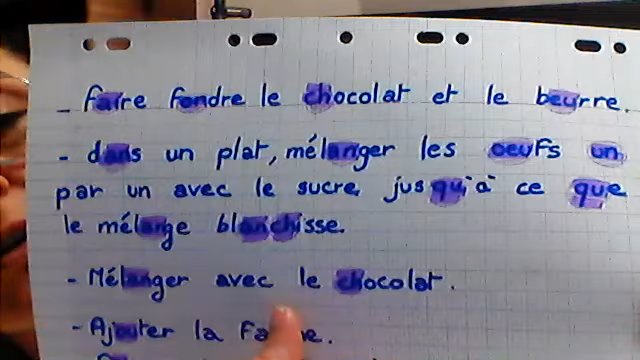 - faire fondre le chocolat et le beurre.
- dans un plat, mélanger les oeufs un
par un avec le sucre, jusqu'à ce que
le mélange blanchisse.
- Mélanger avec le chocolat.
- Ajouter la